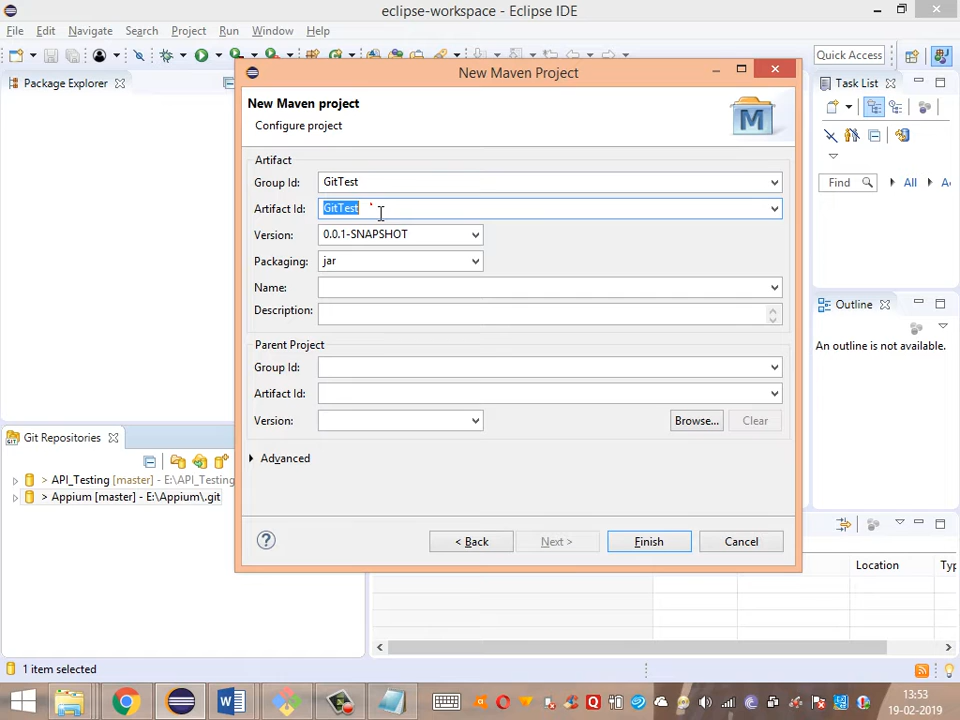 eclipse-workspace - Eclipse IDE
File Edit Navigate Search Project Run Window Help
Quick Access
Package Explorer
New Maven Project
Task List
New Maven project
Configure project
M
Find
All
Artifact
Group Id: GitTest
Artifact Id: GitTest
Version: 0.0.1-SNAPSHOT
Packaging: jar
Name:
Description:
Outline
An outline is not available.
Parent Project
Group Id:
Artifact Id:
Version:
Browse... Clear
Advanced
Git Repositories
> API_Testing [master] - E:\API_Testing
> Appium [master] - E:\Appium\.git
? < Back Next > Finish Cancel
Location
1 item selected
13:53
19-02-2019